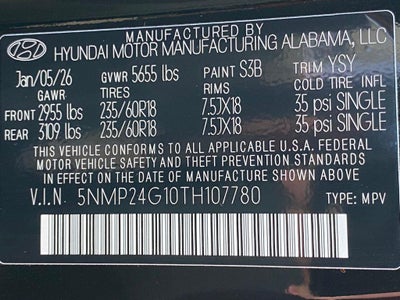 MANUFACTURED BY
HYUNDAI MOTOR MANUFACTURING ALABAMA, LLC
Jan/05/26 GVWR 5655 lbs PAINT S3B TRIM YSY
GAWR TIRES RIMS COLD TIRE INFL
FRONT 2955 lbs 235/60R18 7.5JX18 35 psi SINGLE
REAR 3109 lbs 235/60R18 7.5JX18 35 psi SINGLE
THIS VEHICLE CONFORMS TO ALL APPLICABLE U.S.A. FEDERAL
MOTOR VEHICLE SAFETY AND THEFT PREVENTION STANDARDS
IN EFFECT ON THE DATE OF MANUFACTURE SHOWN ABOVE
V.I.N. 5NMP24G10TH107780 TYPE: MPV